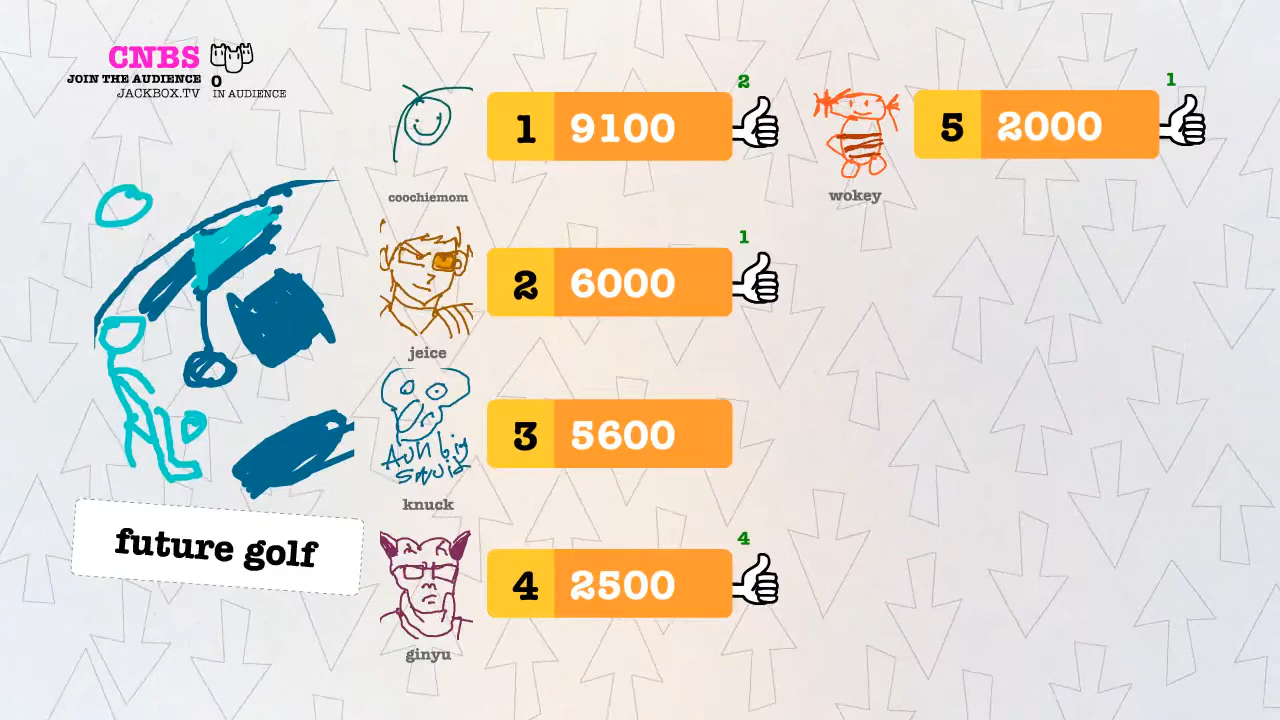 CNBS
JOIN THE AUDIENCE
JACKBOX.TV
0
IN AUDIENCE
1 9100
2
coochiemom
2 6000
1
jeice
3 5600
Auh big
squid
knuck
4 2500
4
ginyu
5 2000
1
wokey
future golf